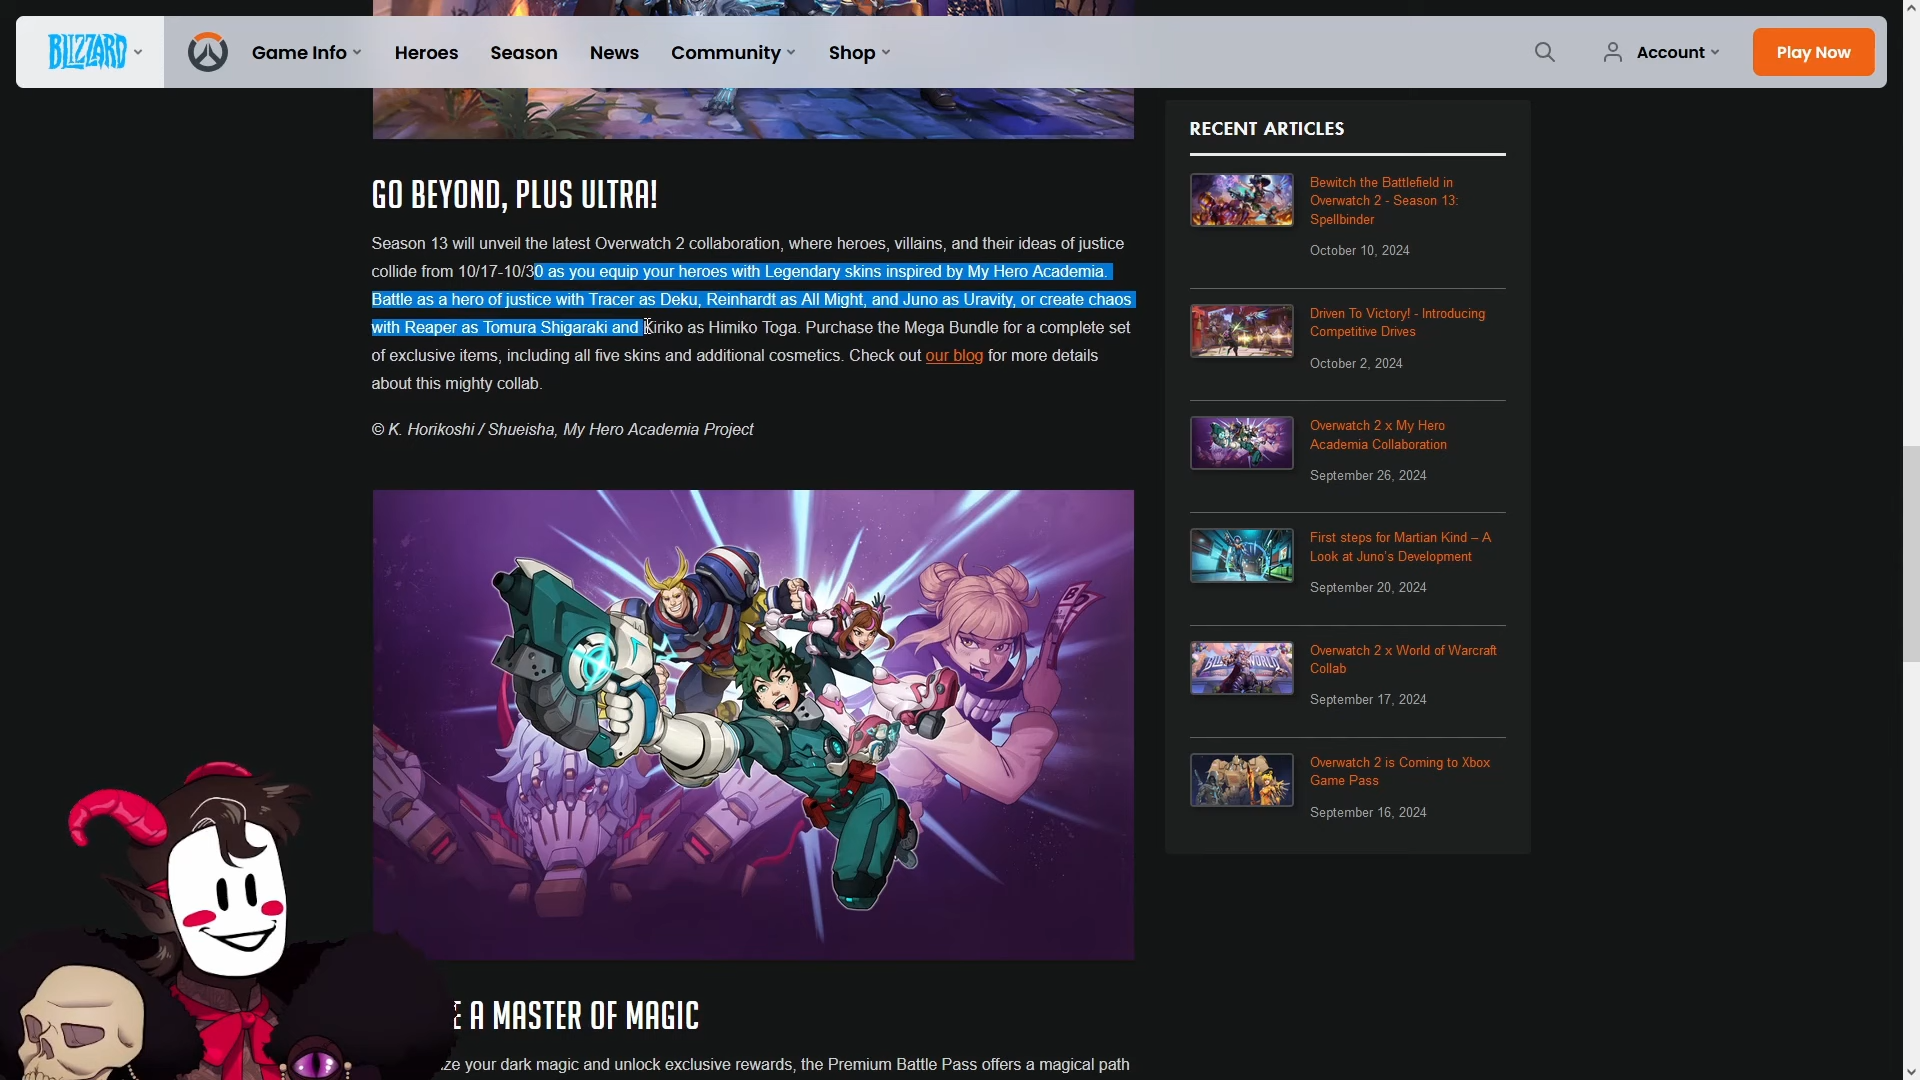 BLIZZARD
Game Info
Heroes
Season
News
Community
Shop
Account
Play Now
GO BEYOND, PLUS ULTRA!
Season 13 will unveil the latest Overwatch 2 collaboration, where heroes, villains, and their ideas of justice
collide from 10/17-10/30 as you equip your heroes with Legendary skins inspired by My Hero Academia.
Battle as a hero of justice with Tracer as Deku, Reinhardt as All Might, and Juno as Uravity, or create chaos
with Reaper as Tomura Shigaraki and Kiriko as Himiko Toga. Purchase the Mega Bundle for a complete set
of exclusive items, including all five skins and additional cosmetics. Check out our blog for more details
about this mighty collab.
© K. Horikoshi / Shueisha, My Hero Academia Project
E A MASTER OF MAGIC
ze your dark magic and unlock exclusive rewards, the Premium Battle Pass offers a magical path
RECENT ARTICLES
Bewitch the Battlefield in
Overwatch 2 - Season 13:
Spellbinder
October 10, 2024
Driven To Victory! - Introducing
Competitive Drives
October 2, 2024
Overwatch 2 x My Hero
Academia Collaboration
September 26, 2024
First steps for Martian Kind – A
Look at Juno's Development
September 20, 2024
Overwatch 2 x World of Warcraft
Collab
September 17, 2024
Overwatch 2 is Coming to Xbox
Game Pass
September 16, 2024